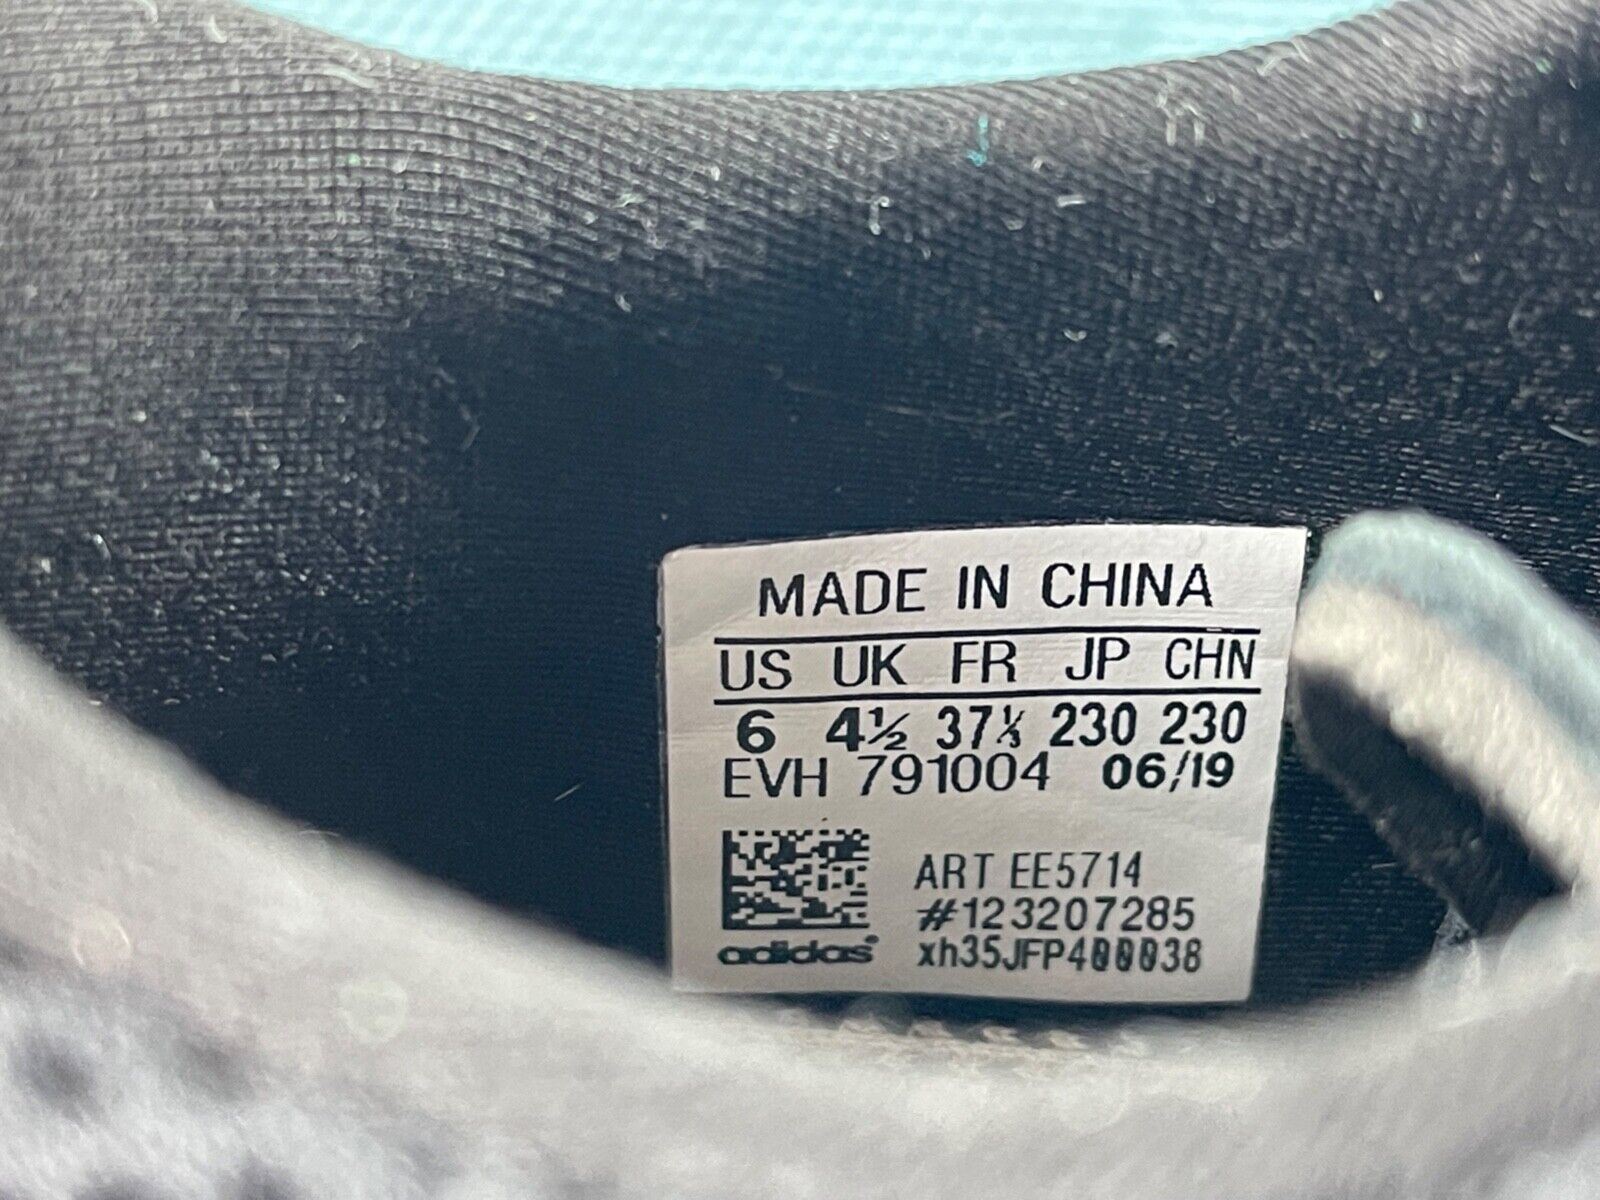 MADE IN CHINA
US UK FR JP CHN
6 4½ 37⅓ 230 230
EVH 791004 06/19
ART EE5714
#123207285
adidas® xh35JFP400038